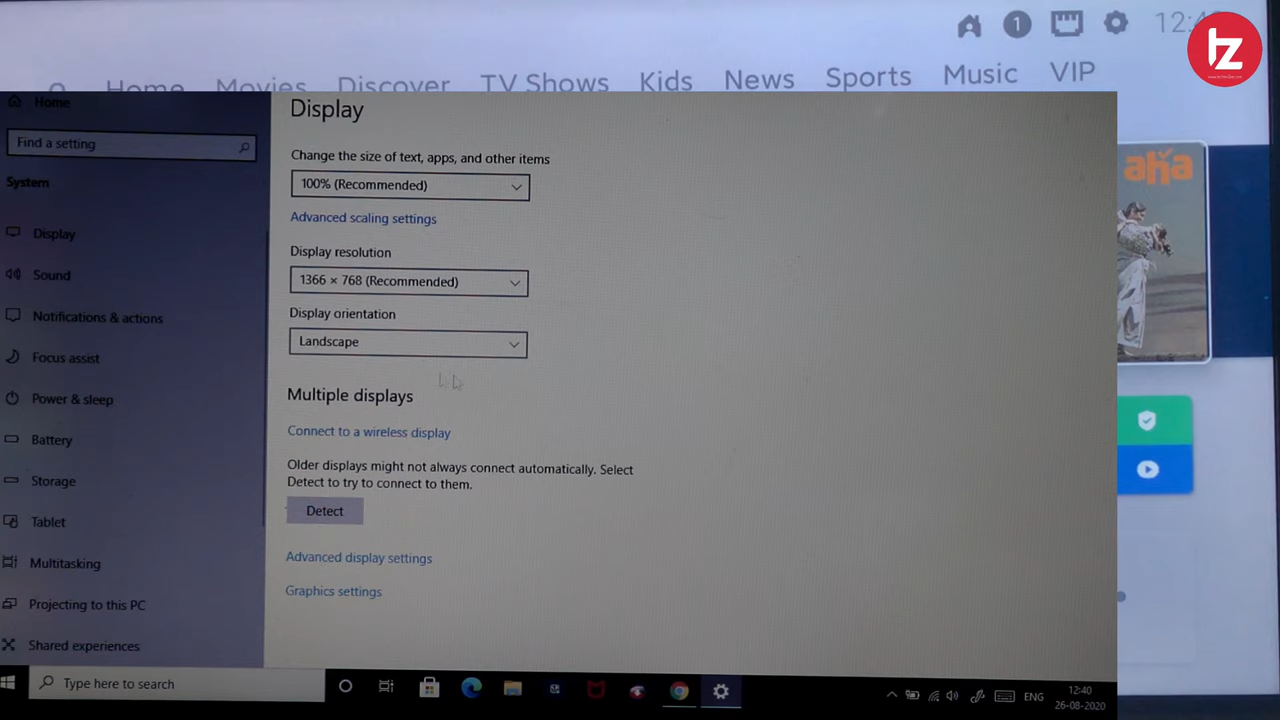 1
Home
Movies
Discover
TV Shows
Kids
News
Sports
Music
VIP
aha
Home
Find a setting
System
Display
Sound
Notifications & actions
Focus assist
Power & sleep
Battery
Storage
Tablet
Multitasking
Projecting to this PC
Shared experiences
Display
Change the size of text, apps, and other items
100% (Recommended)
Advanced scaling settings
Display resolution
1366 × 768 (Recommended)
Display orientation
Landscape
Multiple displays
Connect to a wireless display
Older displays might not always connect automatically. Select
Detect to try to connect to them.
Detect
Advanced display settings
Graphics settings
Type here to search
ENG
12:40
26-08-2020